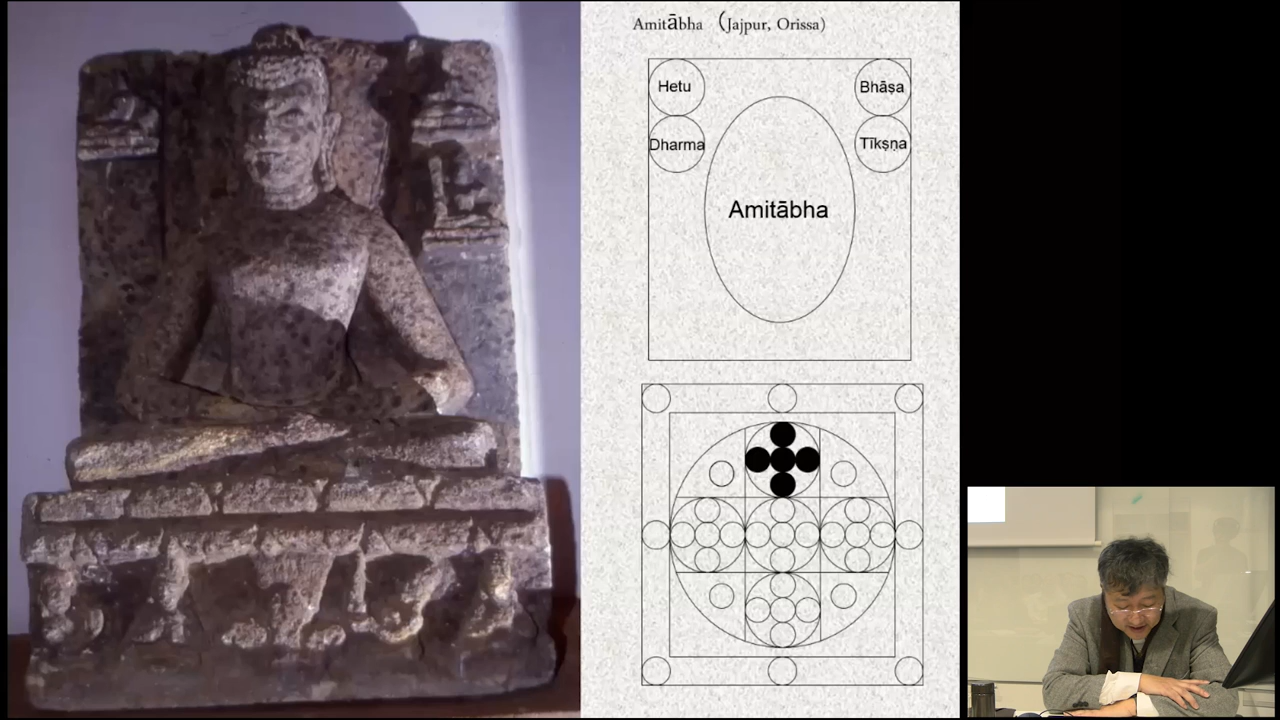 Amitābha (Jajpur, Orissa)
Hetu
Bhāṣa
Dharma
Tīkṣṇa
Amitābha